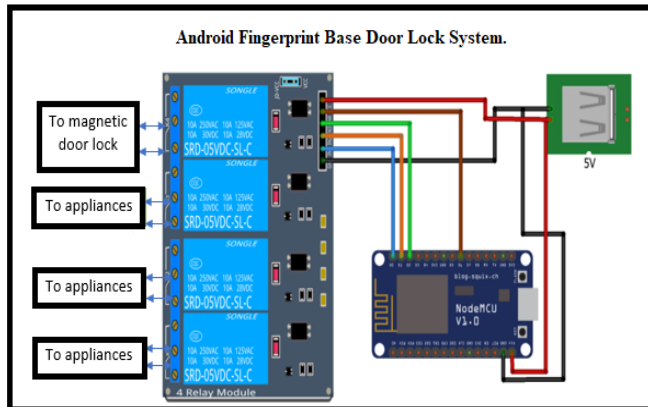 Android Fingerprint Base Door Lock System.
To magnetic
door lock
To appliances
To appliances
To appliances
SONGLE
10A 250VAC 10A 125VAC
10A 30VDC 10A 28VDC
SRD-05VDC-SL-C
SONGLE
10A 250VAC 10A 125VAC
10A 30VDC 10A 28VDC
SRD-05VDC-SL-C
SONGLE
10A 250VAC 10A 125VAC
10A 30VDC 10A 28VDC
SRD-05VDC-SL-C
SONGLE
10A 250VAC 10A 125VAC
10A 30VDC 10A 28VDC
SRD-05VDC-SL-C
4 Relay Module
5V
blog.squix.ch
NodeMCU
V1.0